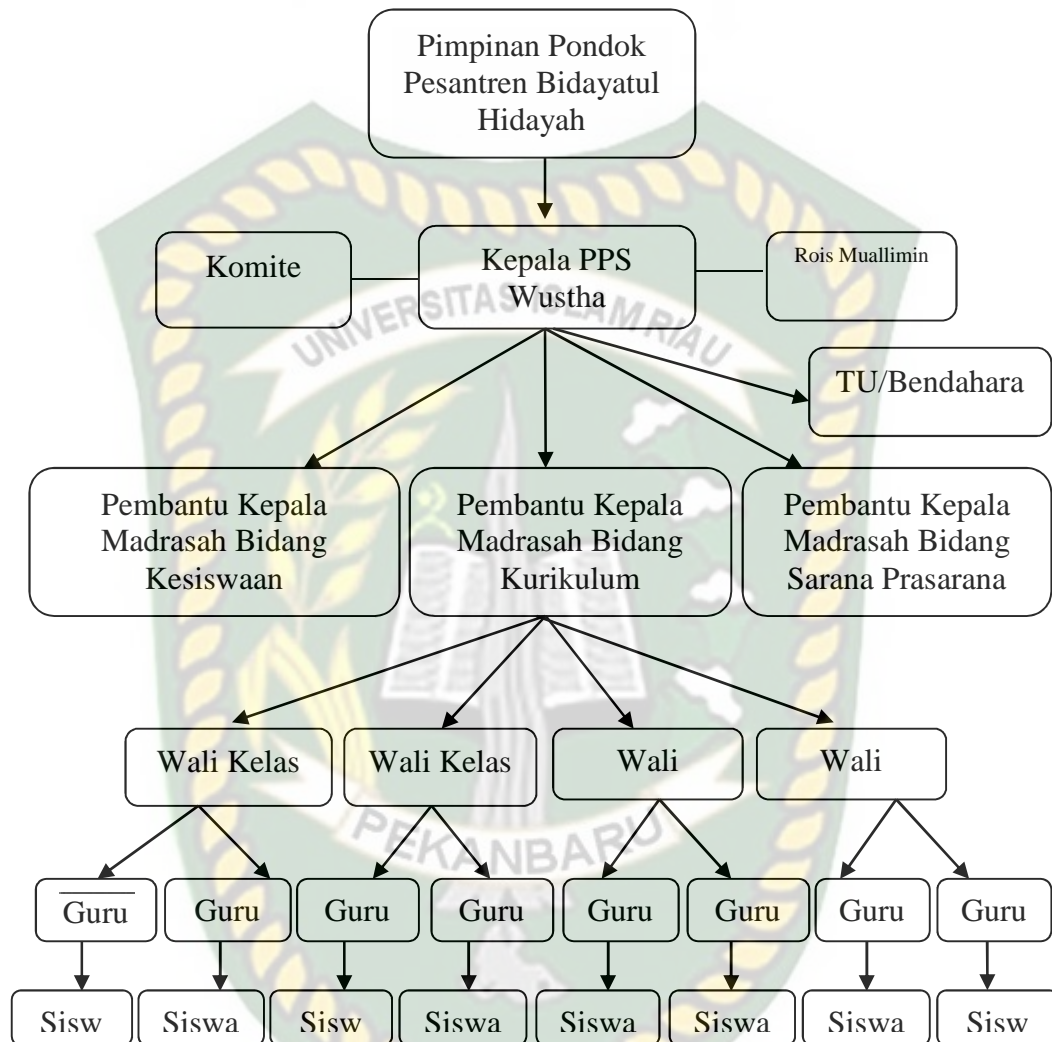 Pimpinan Pondok
Pesantren Bidayatul
Hidayah
Komite
Kepala PPS
Wustha
Rois Muallimin
UNIVERSITAS ISLAM RIAU
TU/Bendahara
Pembantu Kepala
Madrasah Bidang
Kesiswaan
Pembantu Kepala
Madrasah Bidang
Kurikulum
Pembantu Kepala
Madrasah Bidang
Sarana Prasarana
Wali Kelas
Wali Kelas
Wali
Wali
PEKANBARU
Guru
Guru
Guru
Guru
Guru
Guru
Guru
Guru
Sisw
Siswa
Sisw
Siswa
Siswa
Siswa
Siswa
Sisw